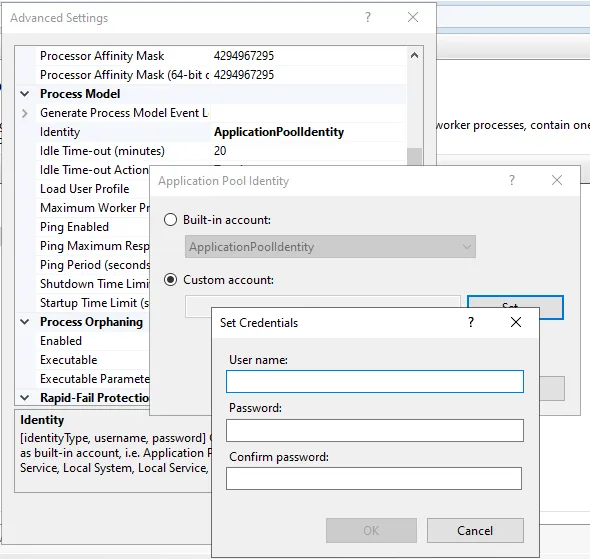 Advanced Settings
Processor Affinity Mask 4294967295
Processor Affinity Mask (64-bit c 4294967295
Process Model
Generate Process Model Event L
Identity ApplicationPoolIdentity
Idle Time-out (minutes) 20
Idle Time-out Action
Load User Profile
Maximum Worker Pr
Ping Enabled
Ping Maximum Resp
Ping Period (seconds
Shutdown Time Limi
Startup Time Limit (s
Process Orphaning
Enabled
Executable
Executable Paramete
Rapid-Fail Protection
Identity
[identityType, username, password]
as built-in account, i.e. Application P
Service, Local System, Local Service,
worker processes, contain one
Application Pool Identity
Built-in account:
ApplicationPoolIdentity
Custom account:
Set...
Set Credentials
User name:
Password:
Confirm password:
OK Cancel